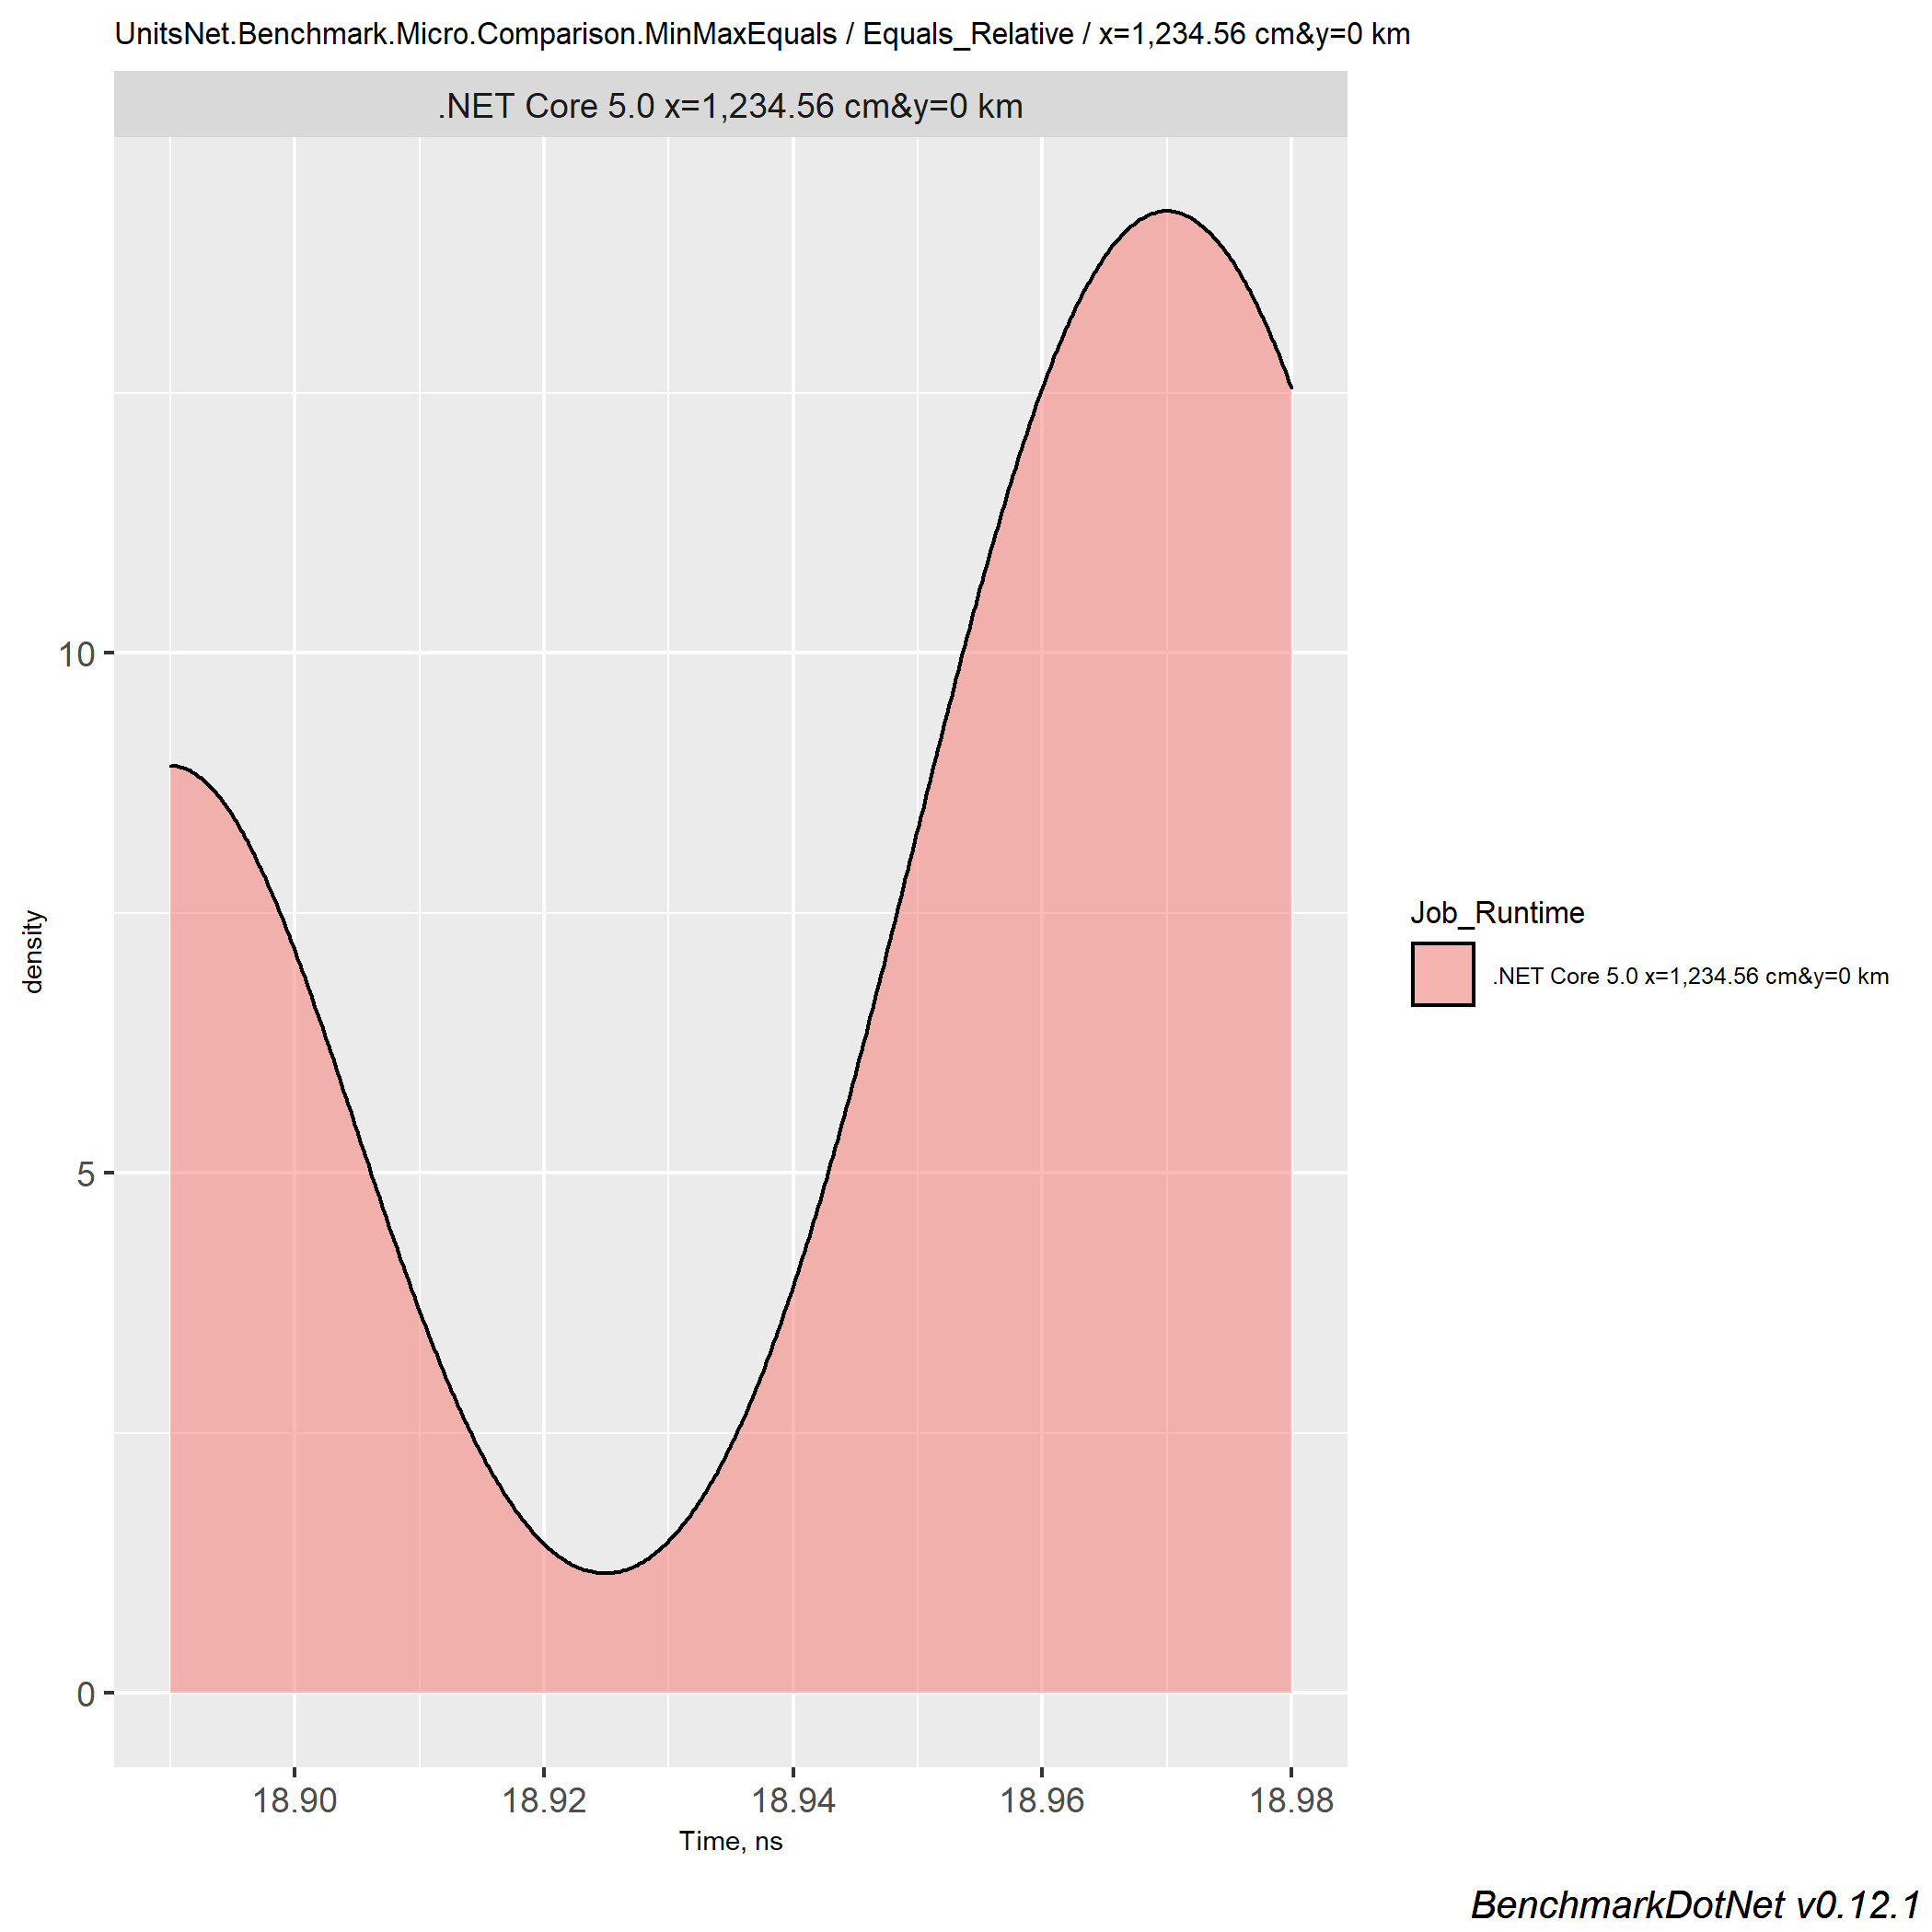 UnitsNet.Benchmark.Micro.Comparison.MinMaxEquals / Equals_Relative / x=1,234.56 cm&y=0 km
.NET Core 5.0 x=1,234.56 cm&y=0 km
10
5
0
density
18.90
18.92
18.94
18.96
18.98
Time, ns
Job_Runtime
.NET Core 5.0 x=1,234.56 cm&y=0 km
BenchmarkDotNet v0.12.1